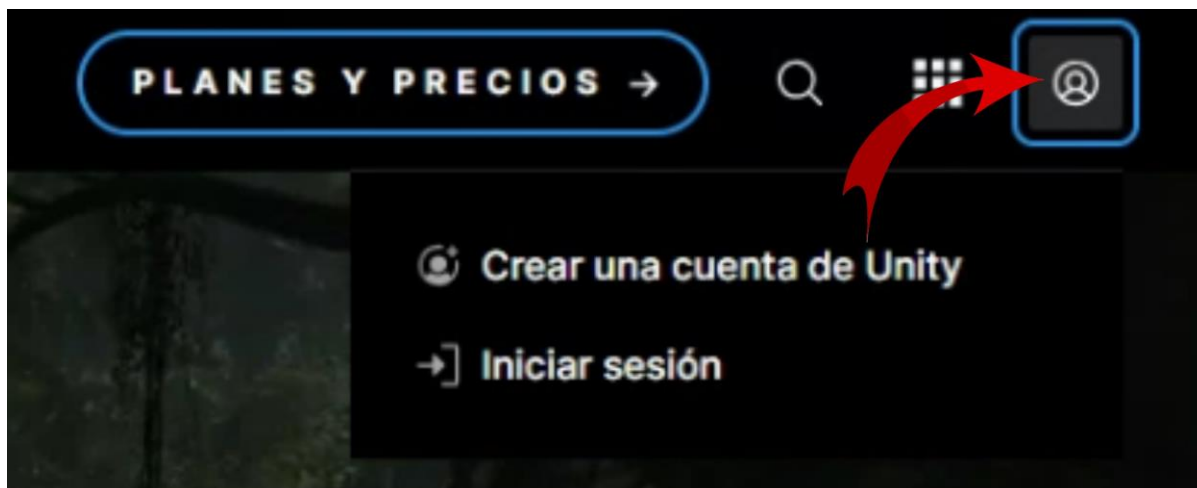 PLANES Y PRECIOS →
Crear una cuenta de Unity
Iniciar sesión